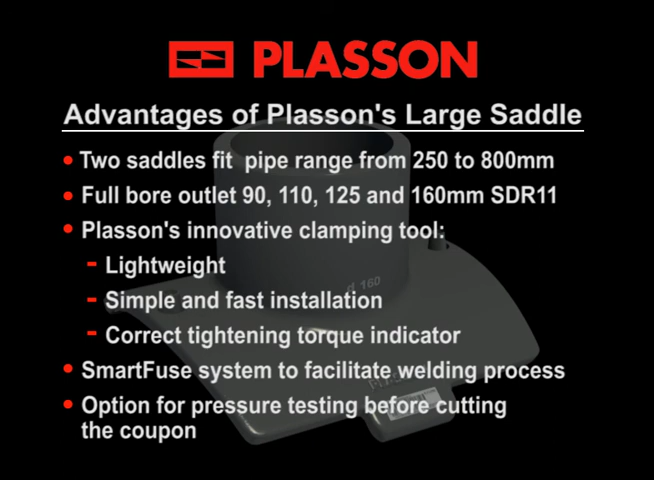 PLASSON
Advantages of Plasson's Large Saddle
• Two saddles fit pipe range from 250 to 800mm
• Full bore outlet 90, 110, 125 and 160mm SDR11
• Plasson's innovative clamping tool:
- Lightweight
- Simple and fast installation
- Correct tightening torque indicator
• SmartFuse system to facilitate welding process
• Option for pressure testing before cutting
the coupon
d 160
PLASSON